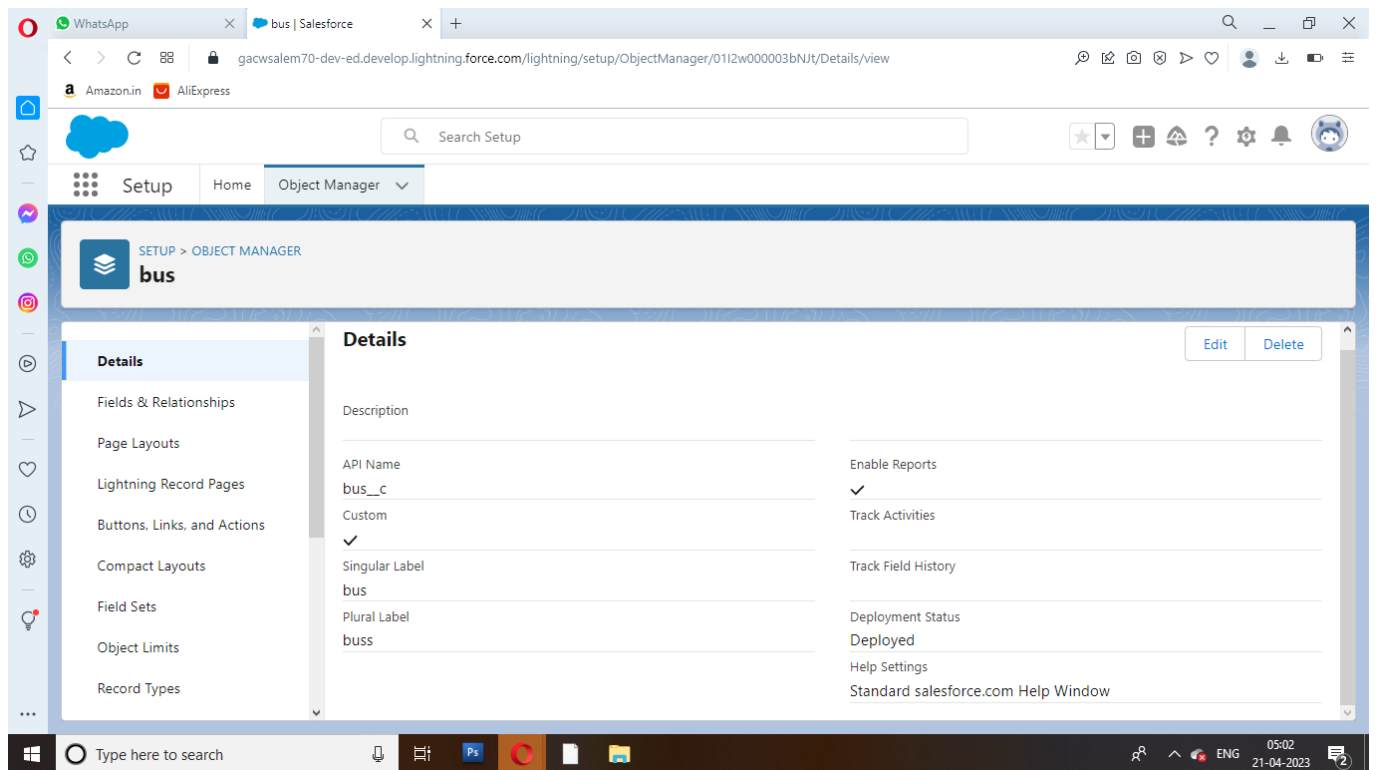 WhatsApp
bus | Salesforce
gacwsalem70-dev-ed.develop.lightning.force.com/lightning/setup/ObjectManager/01I2w000003bNJt/Details/view
a Amazon.in AliExpress
Search Setup
Setup Home Object Manager
SETUP > OBJECT MANAGER
bus
Details
Fields & Relationships
Page Layouts
Lightning Record Pages
Buttons, Links, and Actions
Compact Layouts
Field Sets
Object Limits
Record Types
Details
Edit Delete
Description
API Name
bus__c
Custom
Singular Label
bus
Plural Label
buss
Enable Reports
Track Activities
Track Field History
Deployment Status
Deployed
Help Settings
Standard salesforce.com Help Window
Type here to search
Ps
ENG
05:02
21-04-2023
2